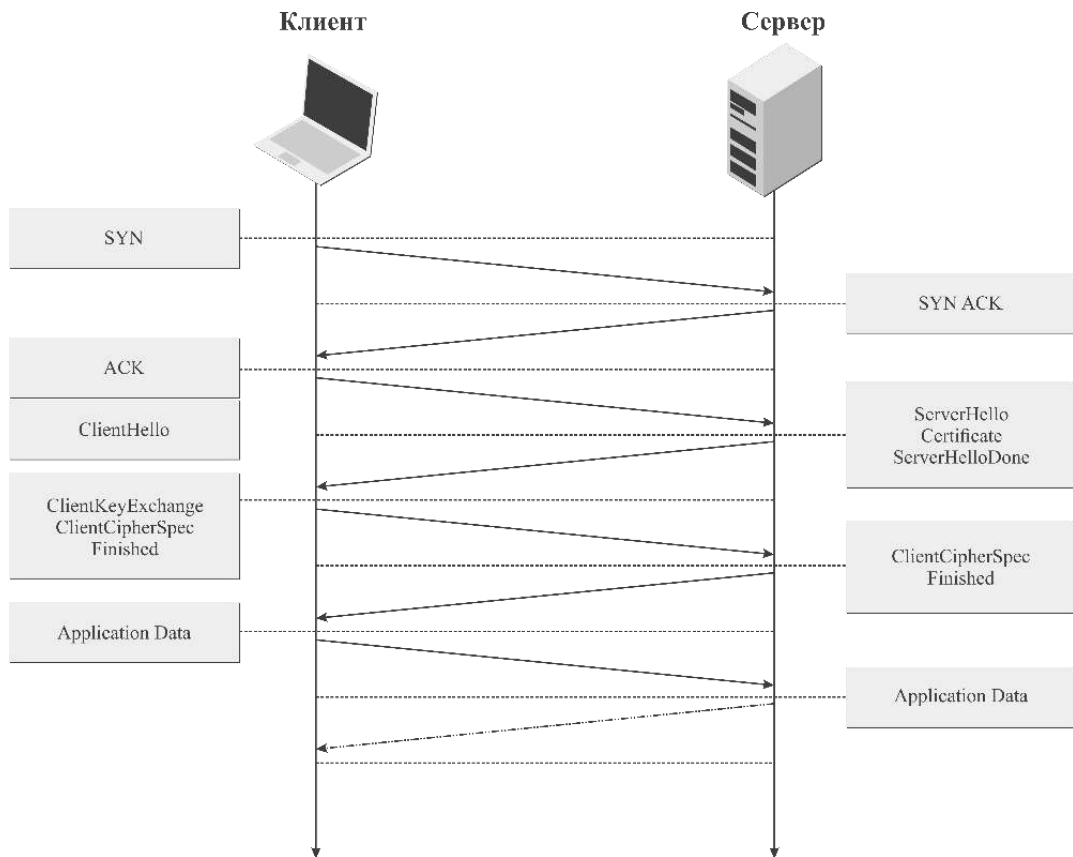 Клиент
Сервер
SYN
SYN ACK
ACK
ClientHello
ServerHello
Certificate
ServerHelloDone
ClientKeyExchange
ClientCipherSpec
Finished
ClientCipherSpec
Finished
Application Data
Application Data